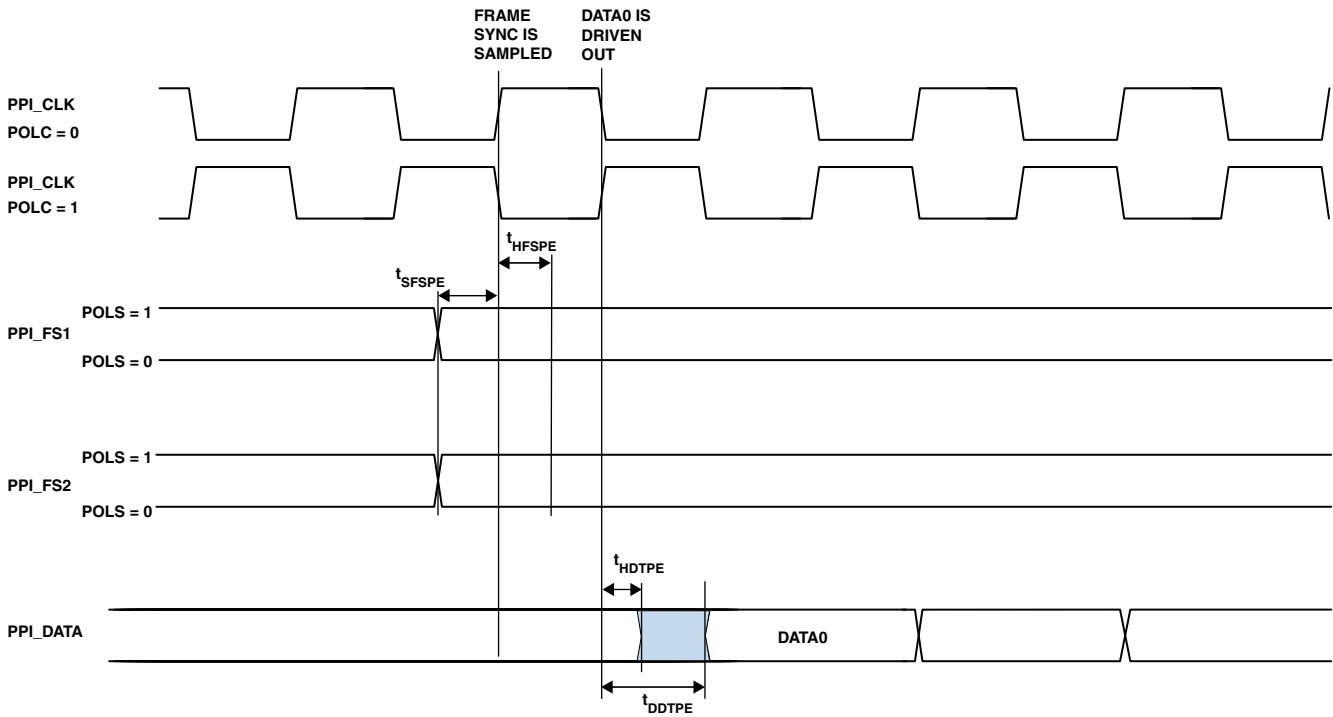 FRAME
SYNC IS
SAMPLED
DATA0 IS
DRIVEN
OUT
PPI_CLK
POLC = 0
PPI_CLK
POLC = 1
tHFSPE
tSFSPE
POLS = 1
PPI_FS1
POLS = 0
POLS = 1
PPI_FS2
POLS = 0
tHDTPE
PPI_DATA
DATA0
tDDTPE